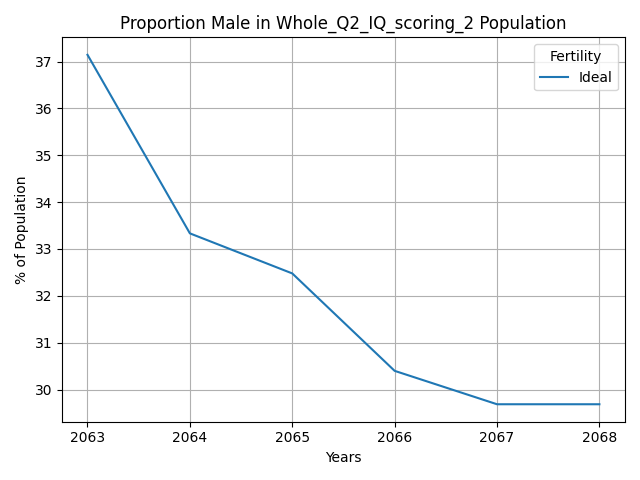 Proportion Male in Whole_Q2_IQ_scoring_2 Population
Fertility
Ideal
% of Population
37
36
35
34
33
32
31
30
2063 2064 2065 2066 2067 2068
Years